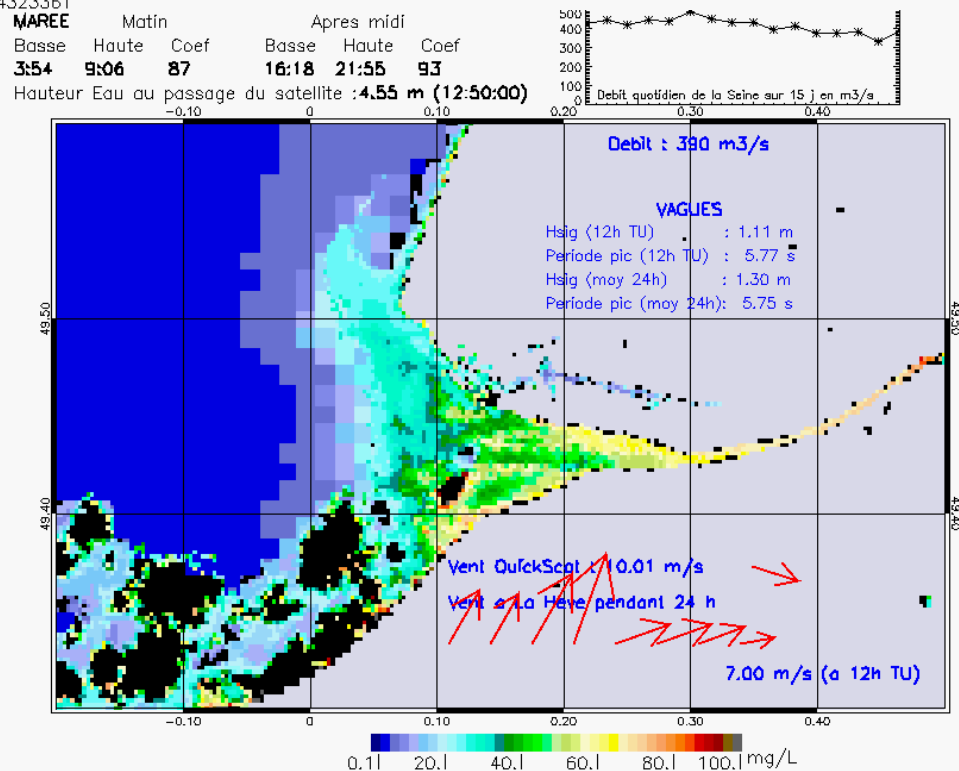 MAREE Matin Apres midi
Basse Haute Coef Basse Haute Coef
3:54 9:06 87 16:18 21:55 93
Hauteur Eau au passage du satellite :4.55 m (12:50:00)
500
400
300
200
100
0
Debit quotidien de la Seine sur 15 j en m3/s
-0.10 0 0.10 0.20 0.30 0.40
Debit : 390 m3/s
VAGUES
Hsig (12h TU) : 1.11 m
Periode pic (12h TU) : 5.77 s
Hsig (moy 24h) : 1.30 m
Periode pic (moy 24h): 5.75 s
49.50 49.50
49.40 49.40
Vent QuickScat : 10.01 m/s
Vent a La Heve pendant 24 h
7.00 m/s (a 12h TU)
-0.10 0 0.10 0.20 0.30 0.40
0.1 20.1 40.1 60.1 80.1 100.1 mg/L